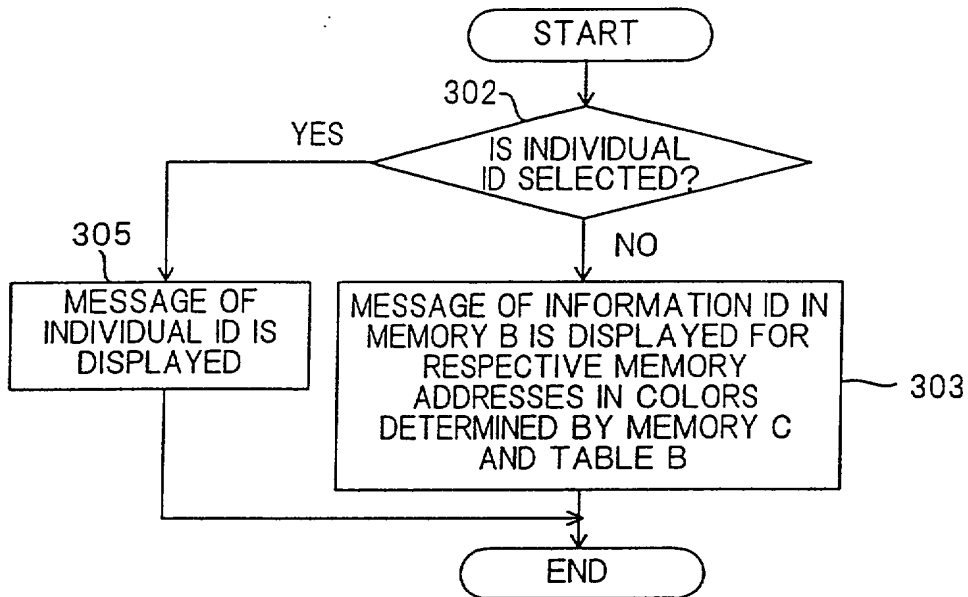 START
302
YES
IS INDIVIDUAL
ID SELECTED?
305
NO
MESSAGE OF
INDIVIDUAL ID IS
DISPLAYED
MESSAGE OF INFORMATION ID IN
MEMORY B IS DISPLAYED FOR
RESPECTIVE MEMORY
ADDRESSES IN COLORS
DETERMINED BY MEMORY C
AND TABLE B
303
END